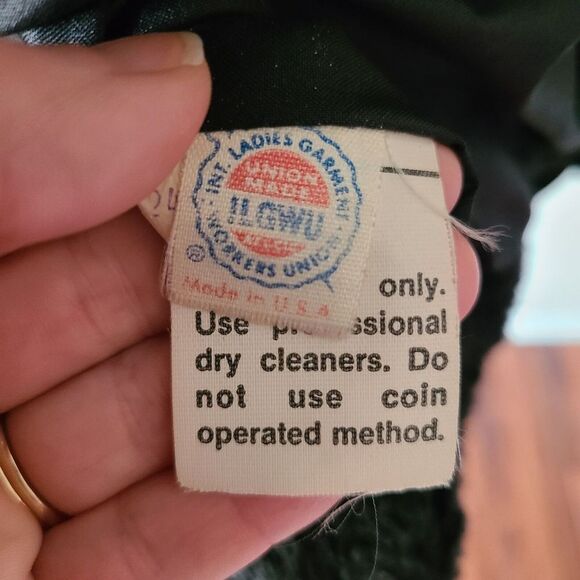 INT. LADIES GARMENT
UNION
MADE
ILGWU
WORKERS UNION
®
Made in U.S.A
only.
Use professional
dry cleaners. Do
not use coin
operated method.